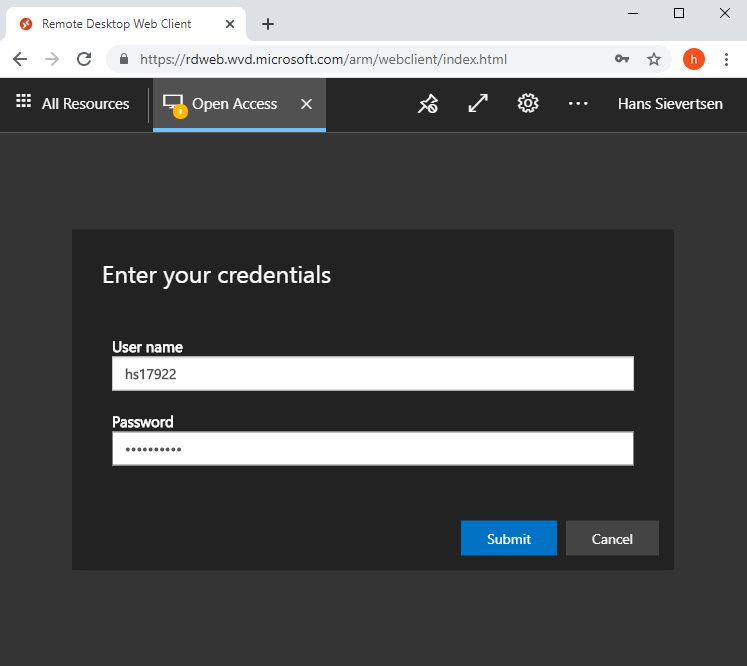 Remote Desktop Web Client
https://rdweb.wvd.microsoft.com/arm/webclient/index.html
h
All Resources
Open Access
Hans Sievertsen
Enter your credentials
User name
hs17922
Password
••••••••••
Submit
Cancel